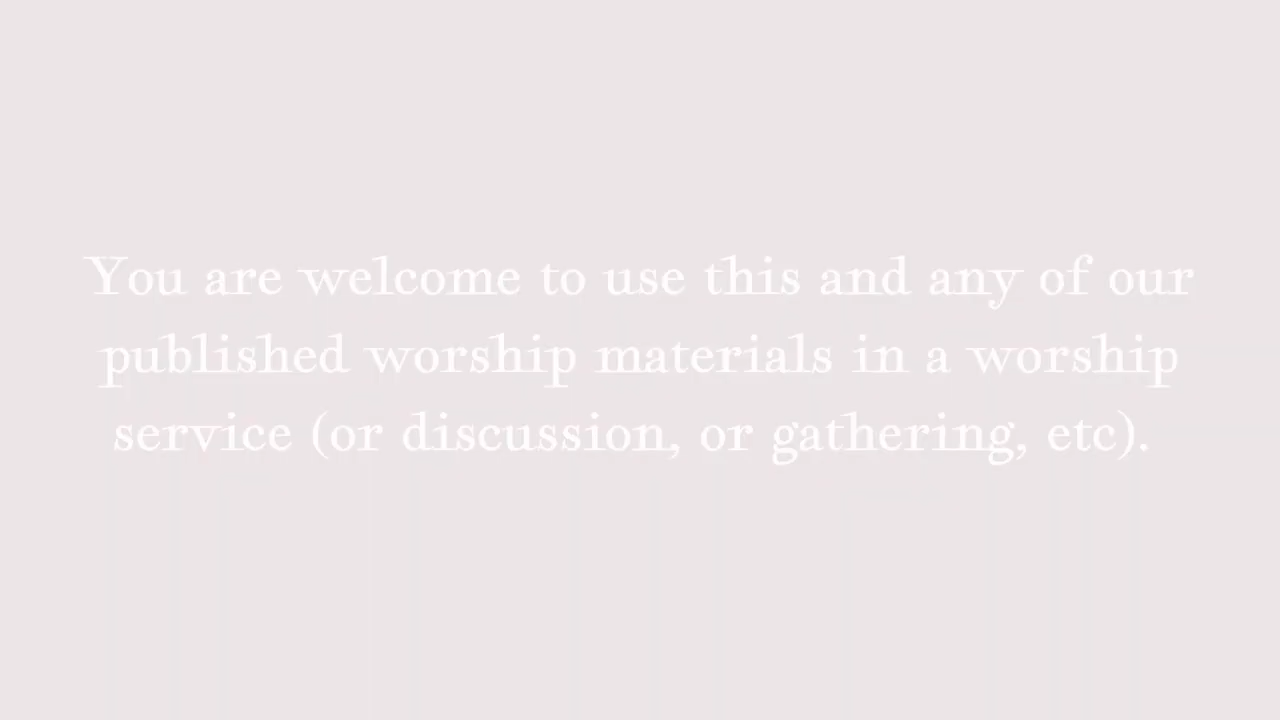 You are welcome to use this and any of our
published worship materials in a worship
service (or discussion, or gathering, etc).